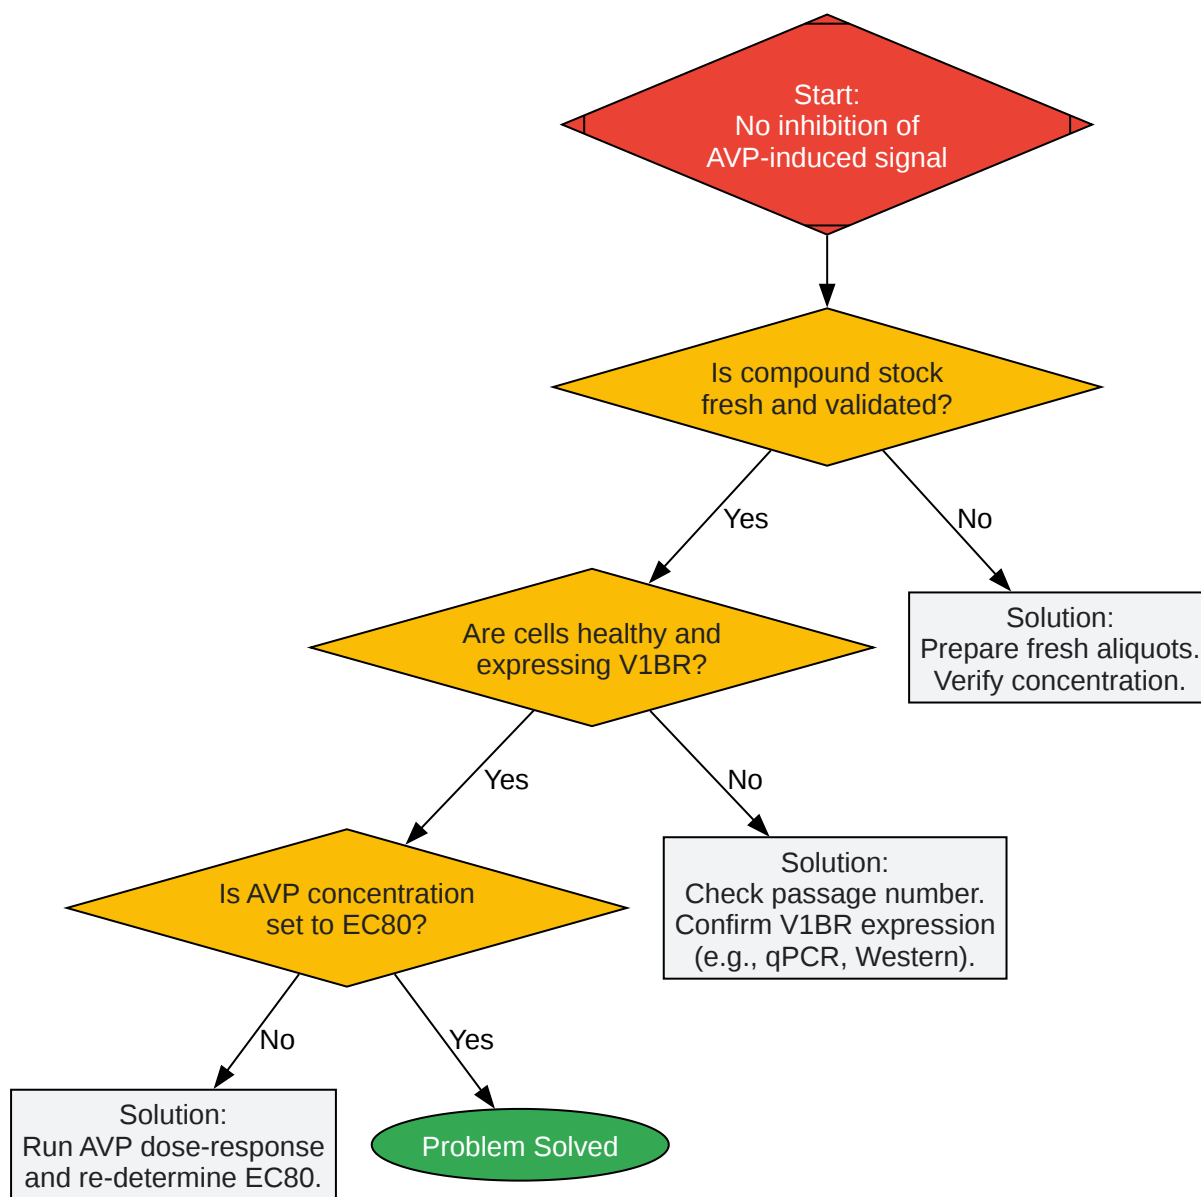 Start:
No inhibition of
AVP-induced signal
Is compound stock
fresh and validated?
Yes
No
Are cells healthy and
expressing V1BR?
Solution:
Prepare fresh aliquots.
Verify concentration.
Yes
No
Is AVP concentration
set to EC80?
Solution:
Check passage number.
Confirm V1BR expression
(e.g., qPCR, Western).
No
Yes
Solution:
Run AVP dose-response
and re-determine EC80.
Problem Solved